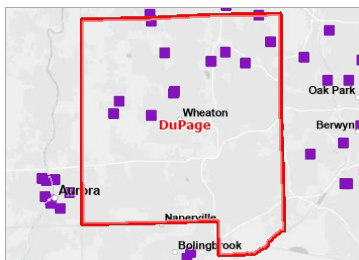 Oak Park
Wheaton
DuPage
Berwyn
Aurora
Naperville
Bolingbrook